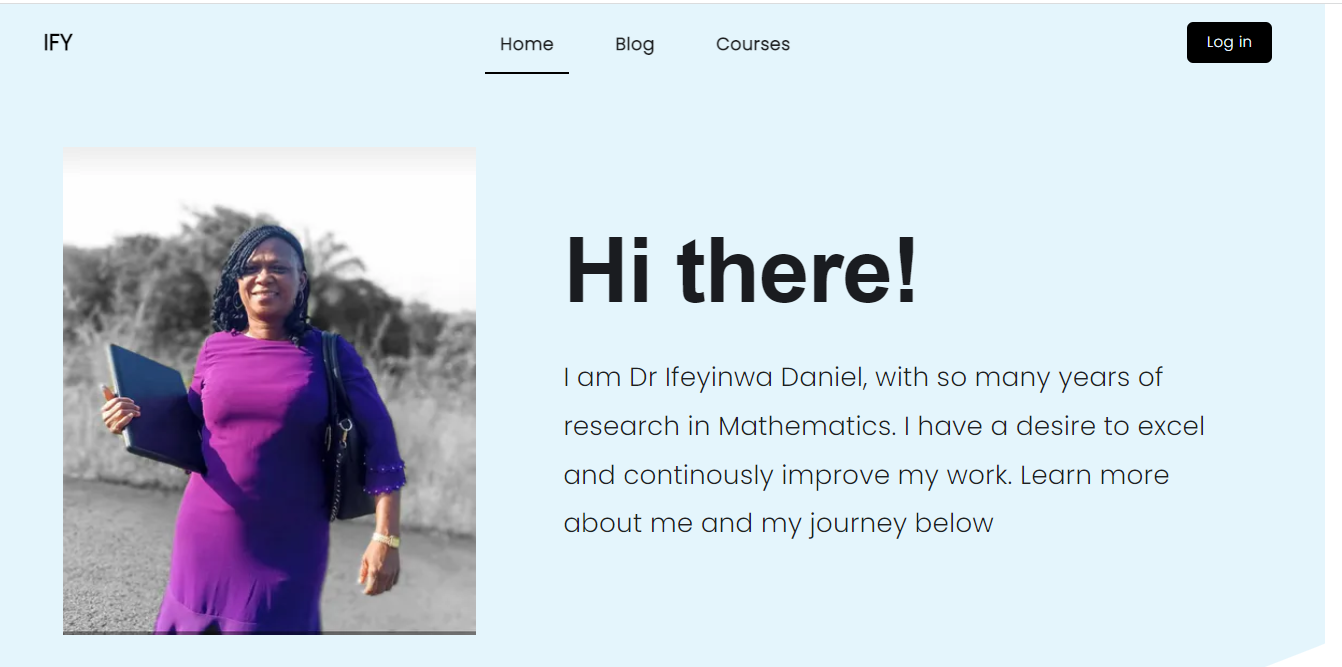 IFY
Home
Blog
Courses
Log in
Hi there!
I am Dr Ifeyinwa Daniel, with so many years of
research in Mathematics. I have a desire to excel
and continously improve my work. Learn more
about me and my journey below